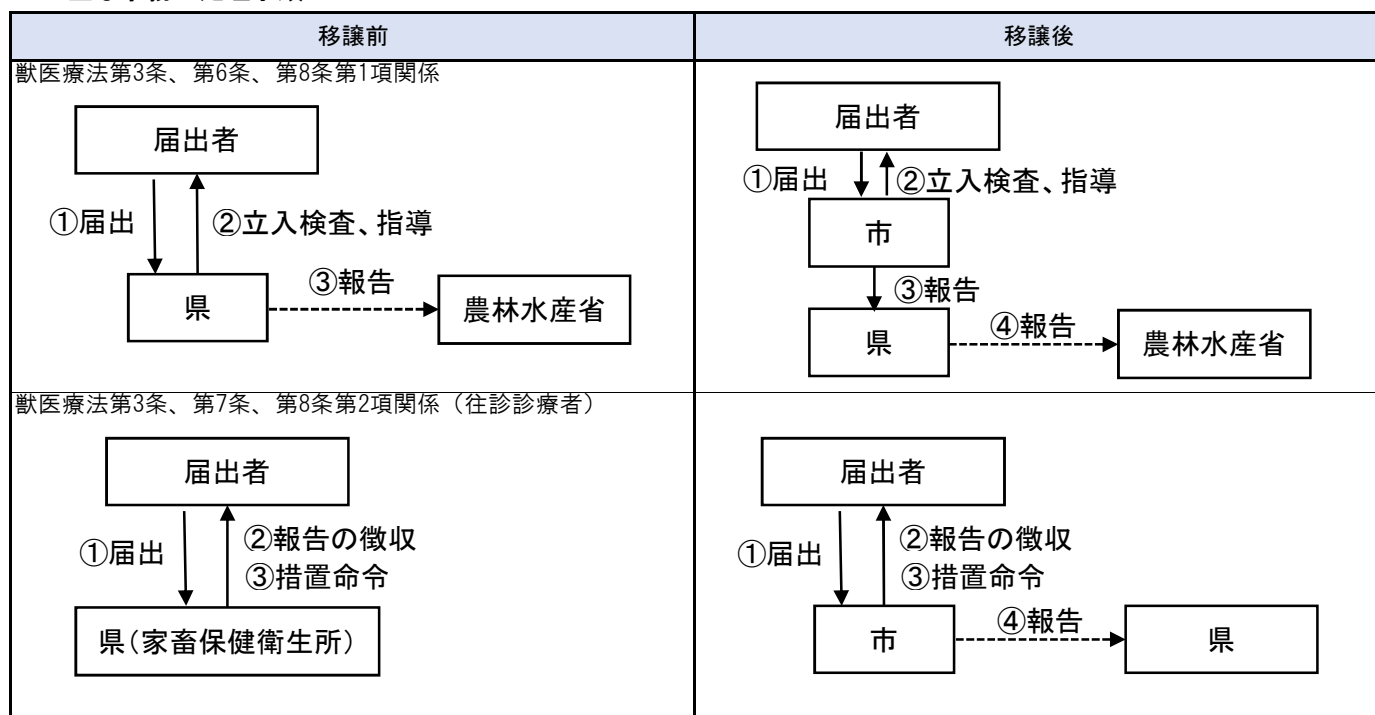 移譲前
移譲後
獣医療法第3条、第6条、第8条第1項関係
届出者
①届出
②立入検査、指導
県
③報告
農林水産省
届出者
①届出
②立入検査、指導
市
③報告
県
④報告
農林水産省
獣医療法第3条、第7条、第8条第2項関係（往診診療者）
届出者
①届出
②報告の徴収
③措置命令
県（家畜保健衛生所）
届出者
①届出
②報告の徴収
③措置命令
市
④報告
県